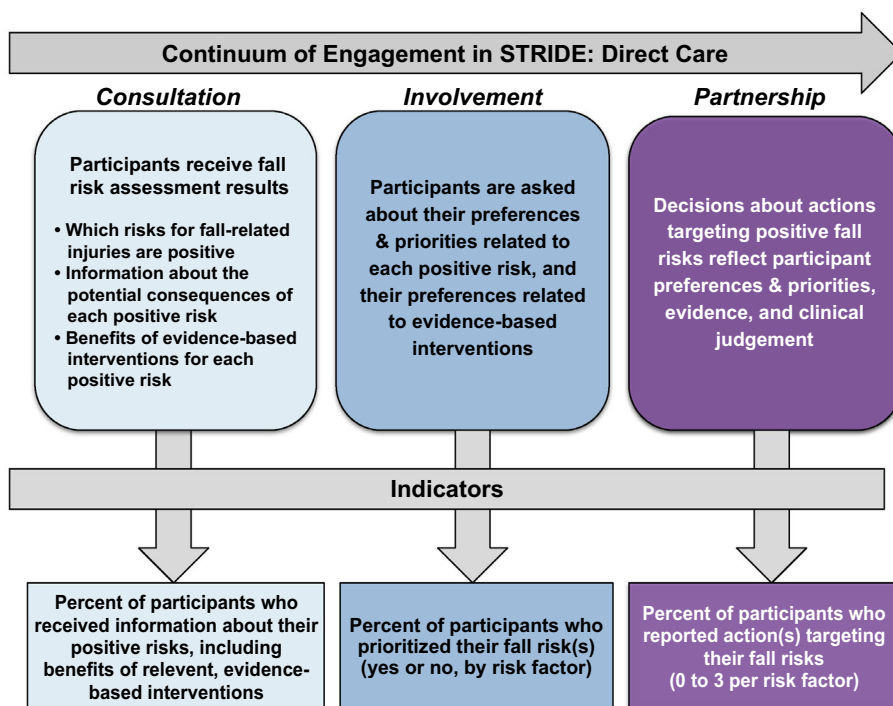 Continuum of Engagement in STRIDE: Direct Care
Consultation
Involvement
Partnership
Participants receive fall
risk assessment results
• Which risks for fall-related
injuries are positive
• Information about the
potential consequences of
each positive risk
• Benefits of evidence-based
interventions for each
positive risk
Participants are asked
about their preferences
& priorities related to
each positive risk, and
their preferences related
to evidence-based
interventions
Decisions about actions
targeting positive fall
risks reflect participant
preferences & priorities,
evidence, and clinical
judgement
Indicators
Percent of participants who
received information about their
positive risks, including
benefits of relevent, evidence-
based interventions
Percent of participants who
prioritized their fall risk(s)
(yes or no, by risk factor)
Percent of participants who
reported action(s) targeting
their fall risks
(0 to 3 per risk factor)